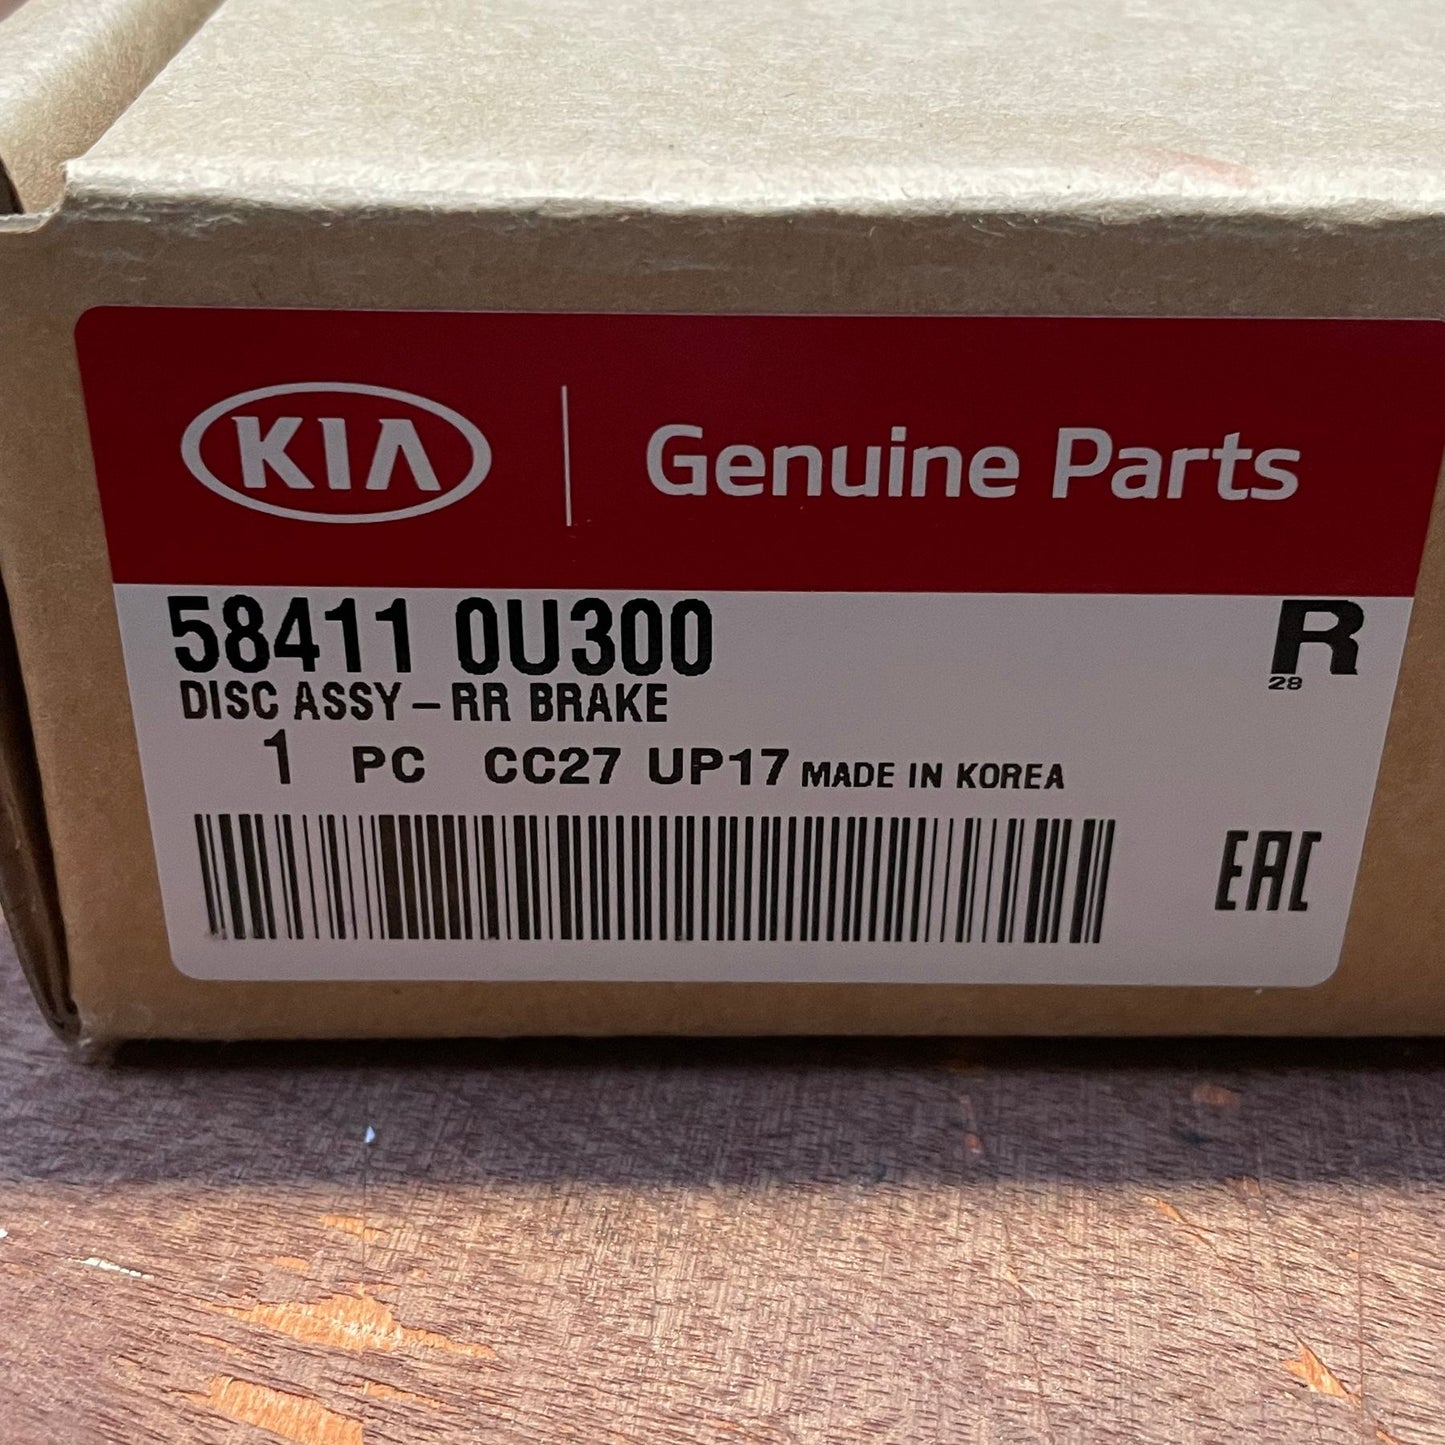 KIA Genuine Parts
58411 0U300 R
DISC ASSY-RR BRAKE 28
1 PC CC27 UP17 MADE IN KOREA
EAC